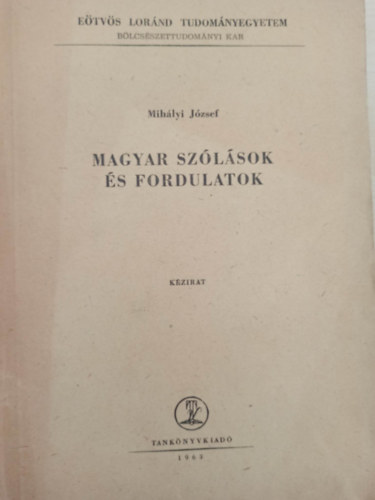 EÖTVÖS LORÁND TUDOMÁNYEGYETEM
BÖLCSÉSZETTUDOMÁNYI KAR
Mihályi József
MAGYAR SZÓLÁSOK
ÉS FORDULATOK
KÉZIRAT
TANKÖNYVKIADÓ